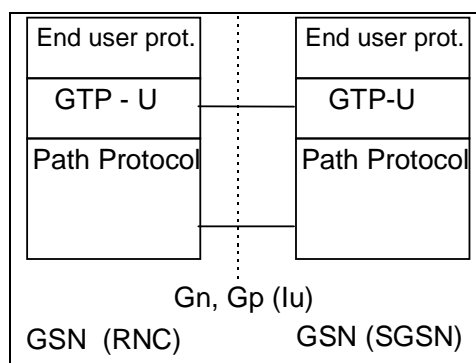 End user prot.
End user prot.
GTP - U
GTP-U
Path Protocol
Path Protocol
Gn, Gp (Iu)
GSN (RNC)
GSN (SGSN)